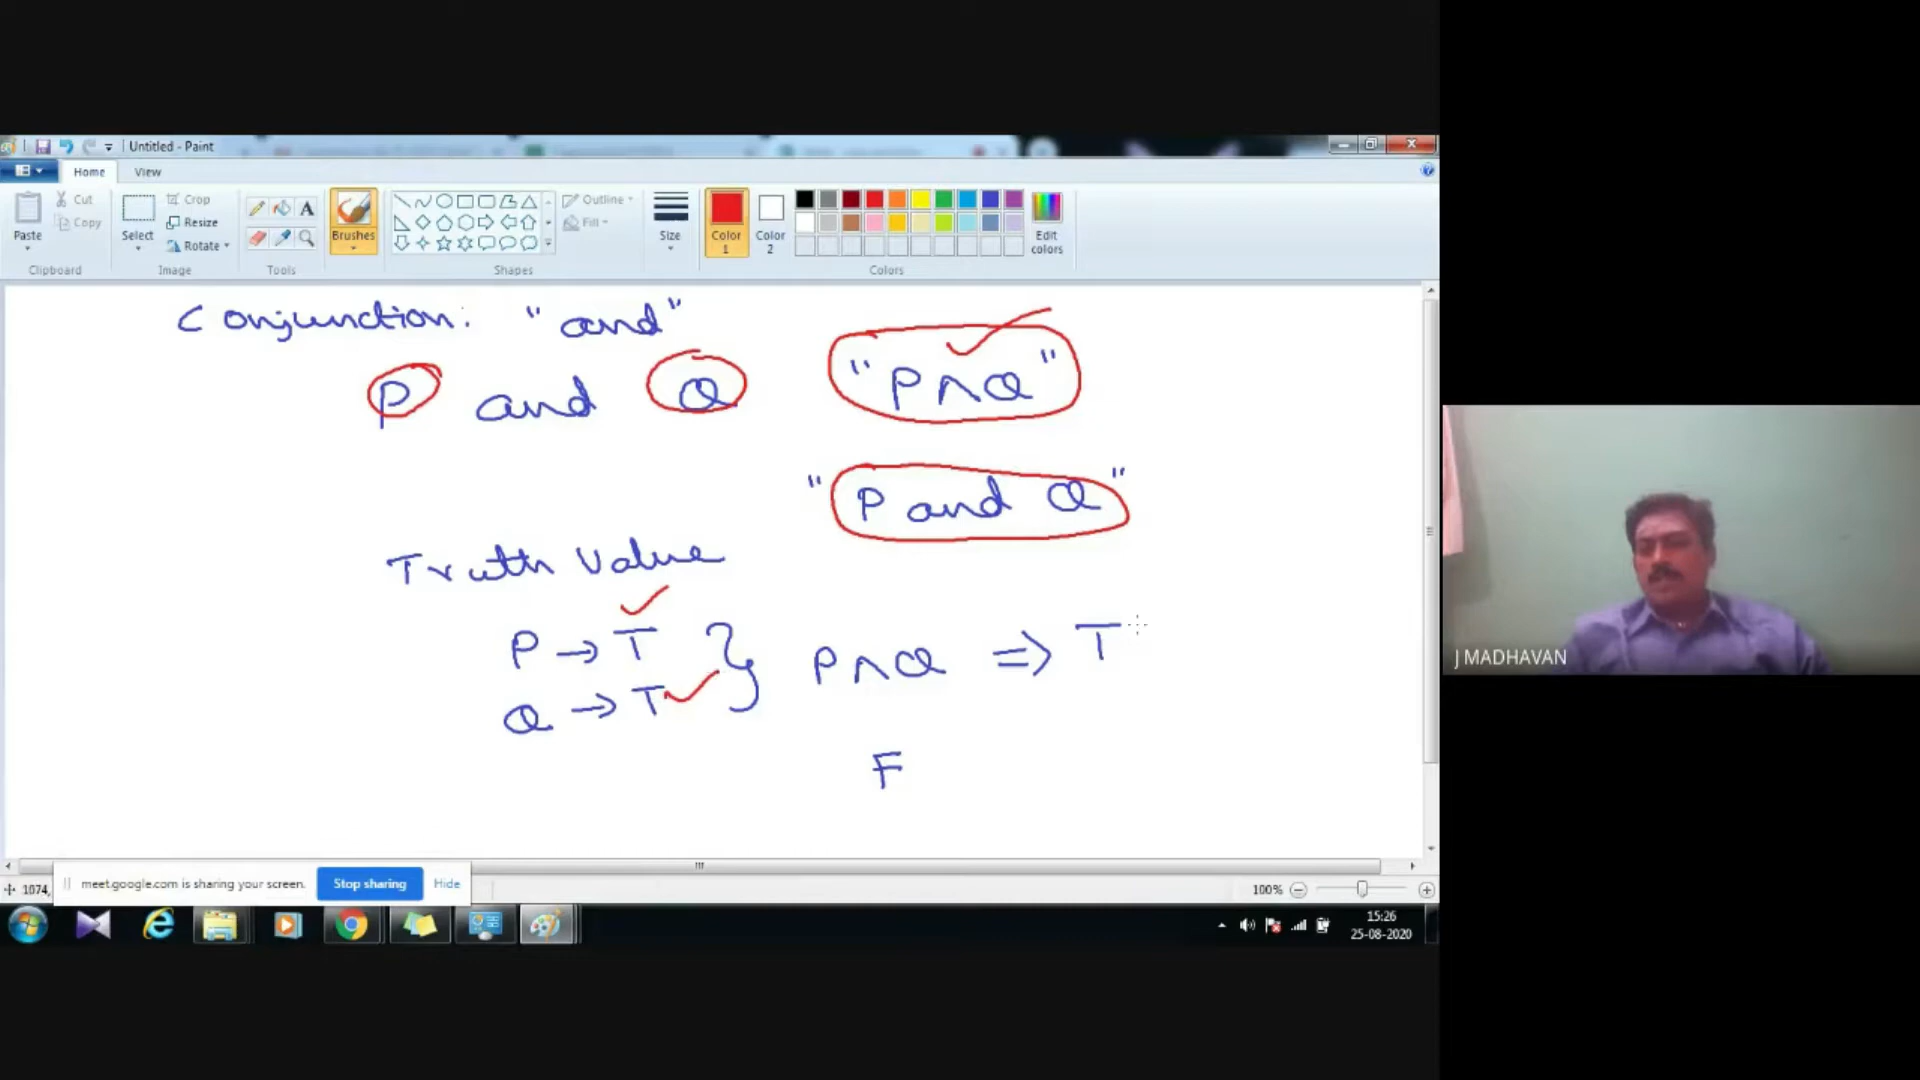 Untitled - Paint
Home View
Cut
Copy
Paste
Crop
Resize
Rotate
Select
Brushes
Outline
Fill
Size
Color 1
Color 2
Edit colors
Clipboard Image Tools Shapes Colors
Conjunction: "and"
P and Q "P∧Q"
"P and Q"
Truth Value
P → T
Q → T } P∧Q ⇒ T
F
J MADHAVAN
1074,
meet.google.com is sharing your screen. Stop sharing Hide
100%
15:26
25-08-2020